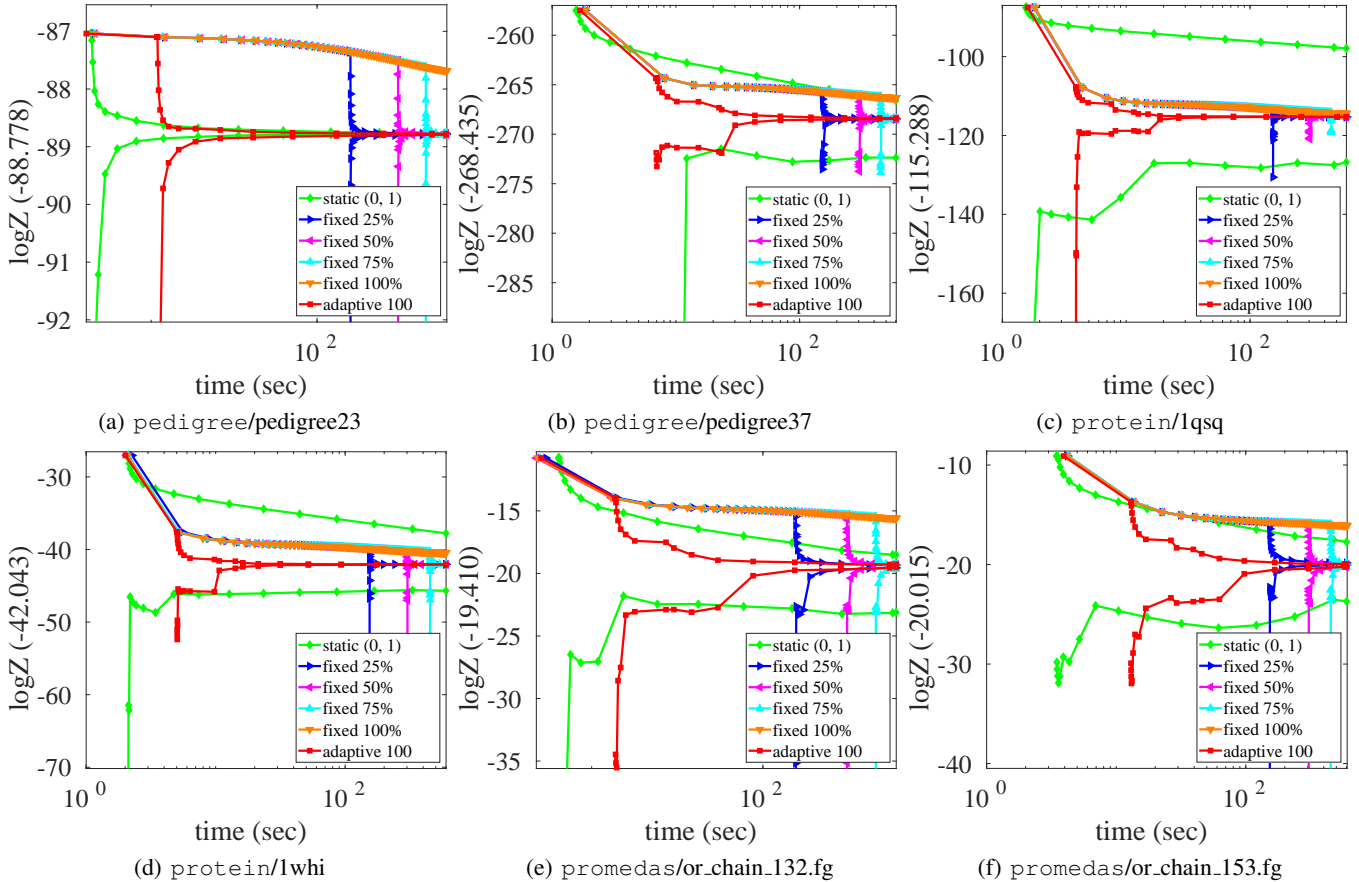 -87
-88
-89
-90
-91
-92
logZ (-88.778)
static (0, 1)
fixed 25%
fixed 50%
fixed 75%
fixed 100%
adaptive 100
10^2
time (sec)
(a) pedigree/pedigree23
-260
-265
-270
-275
-280
-285
logZ (-268.435)
static (0, 1)
fixed 25%
fixed 50%
fixed 75%
fixed 100%
adaptive 100
10^0
10^2
time (sec)
(b) pedigree/pedigree37
-100
-120
-140
-160
logZ (-115.288)
static (0, 1)
fixed 25%
fixed 50%
fixed 75%
fixed 100%
adaptive 100
10^0
10^2
time (sec)
(c) protein/1qsq
-30
-40
-50
-60
-70
logZ (-42.043)
static (0, 1)
fixed 25%
fixed 50%
fixed 75%
fixed 100%
adaptive 100
10^0
10^2
time (sec)
(d) protein/1whi
-15
-20
-25
-30
-35
logZ (-19.410)
static (0, 1)
fixed 25%
fixed 50%
fixed 75%
fixed 100%
adaptive 100
10^2
time (sec)
(e) promedas/or_chain_132.fg
-10
-20
-30
-40
logZ (-20.015)
static (0, 1)
fixed 25%
fixed 50%
fixed 75%
fixed 100%
adaptive 100
10^0
10^2
time (sec)
(f) promedas/or_chain_153.fg